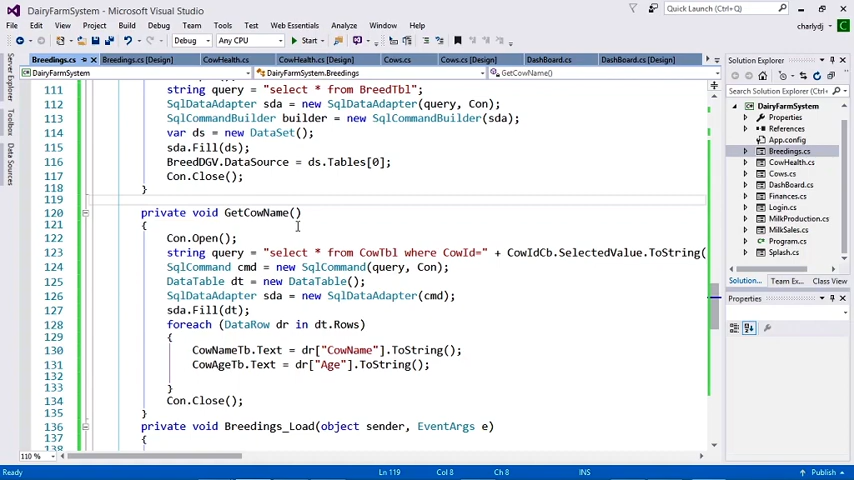 DairyFarmSystem - Microsoft Visual Studio
Quick Launch (Ctrl+Q)
File Edit View Project Build Debug Team Tools Test Web Essentials Analyze Window Help
charlydj
Debug Any CPU Start
Breedings.cs Breedings.cs [Design] CowHealth.cs CowHealth.cs [Design] Cows.cs Cows.cs [Design] DashBoard.cs DashBoard.cs [Design]
DairyFarmSystem DairyFarmSystem.Breedings GetCowName()
Server Explorer
Toolbox
Data Sources
111 string query = "select * from BreedTbl";
112 SqlDataAdapter sda = new SqlDataAdapter(query, Con);
113 SqlCommandBuilder builder = new SqlCommandBuilder(sda);
114 var ds = new DataSet();
115 sda.Fill(ds);
116 BreedDGV.DataSource = ds.Tables[0];
117 Con.Close();
118 }
119
120 private void GetCowName()
121 {
122 Con.Open();
123 string query = "select * from CowTbl where CowId=" + CowIdCb.SelectedValue.ToString(
124 SqlCommand cmd = new SqlCommand(query, Con);
125 DataTable dt = new DataTable();
126 SqlDataAdapter sda = new SqlDataAdapter(cmd);
127 sda.Fill(dt);
128 foreach (DataRow dr in dt.Rows)
129 {
130 CowNameTb.Text = dr["CowName"].ToString();
131 CowAgeTb.Text = dr["Age"].ToString();
132
133 }
134 Con.Close();
135 }
136 private void Breedings_Load(object sender, EventArgs e)
137 {
138
110 %
Solution Explorer
Search Solution Explorer (Ctrl+
DairyFarmSystem
Properties
References
App.config
Breedings.cs
CowHealth.cs
Cows.cs
DashBoard.cs
Finances.cs
Login.cs
MilkProduction.cs
MilkSales.cs
Program.cs
Splash.cs
Solution... Team Ex... Class View
Properties
Ready Ln 119 Col 8 Ch 8 INS Publish